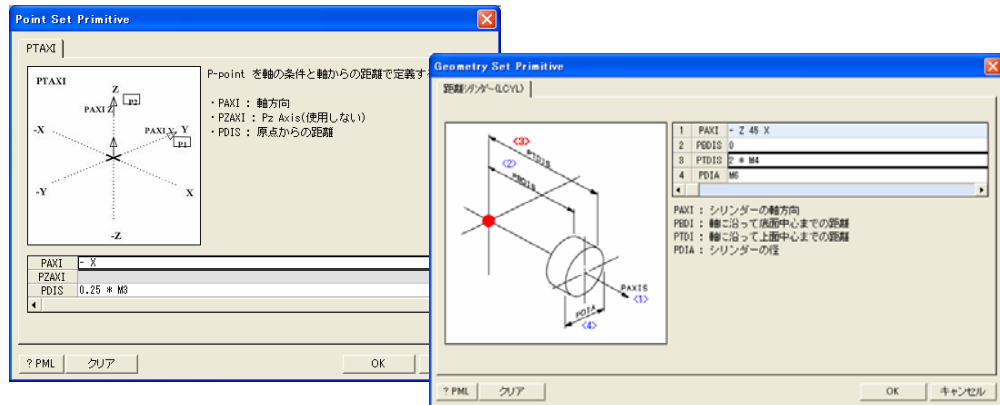 Point Set Primitive
PTAXI
PTAXI
Z
PAXI Z
P2
-X
PAXI X, Y
P1
-Y
X
-Z
P-point を軸の条件と軸からの距離で定義す
・PAXI : 軸方向
・PZAXI : Pz Axis(使用しない)
・PDIS : 原点からの距離
PAXI - X
PZAXI
PDIS 0.25 * M3
? PML クリア OK
Geometry Set Primitive
距離シリンダー(LCYL)
<3>
PTDIS
<2>
PBDIS
PAXIS
<1>
PDIA
<4>
1 PAXI - Z 45 X
2 PBDIS 0
3 PTDIS 2 * M4
4 PDIA M6
PAXI : シリンダーの軸方向
PBDI : 軸に沿って底面中心までの距離
PTDI : 軸に沿って上面中心までの距離
PDIA : シリンダーの径
? PML クリア OK キャンセル